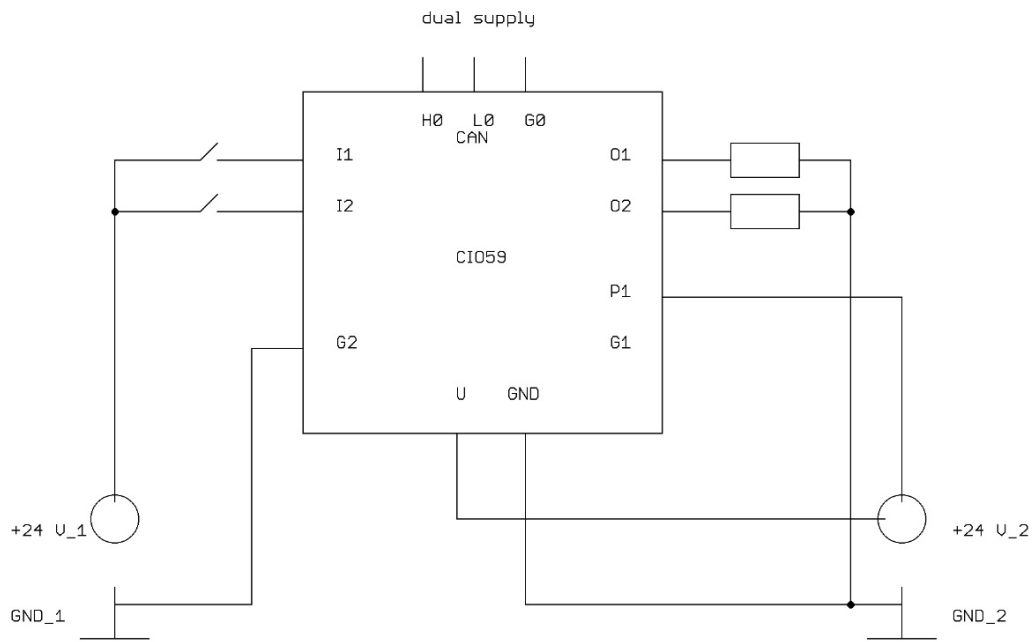 dual supply
H0 L0 G0
CAN
I1 O1
I2 O2
CIO59
P1
G2 G1
U GND
+24 V_1 +24 V_2
GND_1 GND_2